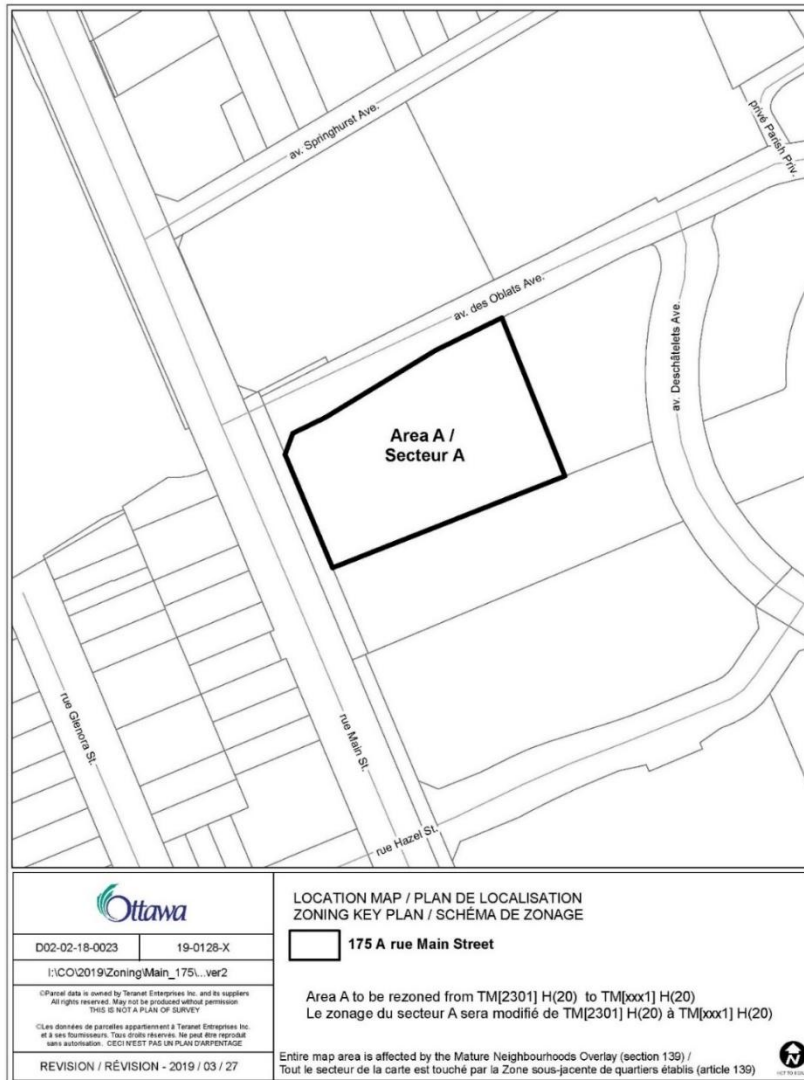 av. Springhurst Ave.
privé Parish Priv.
av. des Oblats Ave.
av. Deschâtelets Ave.
Area A /
Secteur A
rue Glenora St.
rue Main St.
rue Hazel St.
Ottawa
D02-02-18-0023
19-0128-X
I:\CO\2019\Zoning\Main_175\...ver2
©Parcel data is owned by Teranet Enterprises Inc. and its suppliers
All rights reserved. May not be produced without permission
THIS IS NOT A PLAN OF SURVEY
©Les données de parcelles appartiennent à Teranet Entreprises Inc.
et à ses fournisseurs. Tous droits réservés. Ne peut être reproduit
sans autorisation. CECI N'EST PAS UN PLAN D'ARPENTAGE
REVISION / RÉVISION - 2019 / 03 / 27
LOCATION MAP / PLAN DE LOCALISATION
ZONING KEY PLAN / SCHÉMA DE ZONAGE
175 A rue Main Street
Area A to be rezoned from TM[2301] H(20) to TM[xxx1] H(20)
Le zonage du secteur A sera modifié de TM[2301] H(20) à TM[xxx1] H(20)
Entire map area is affected by the Mature Neighbourhoods Overlay (section 139) /
Tout le secteur de la carte est touché par la Zone sous-jacente de quartiers établis (article 139)
N